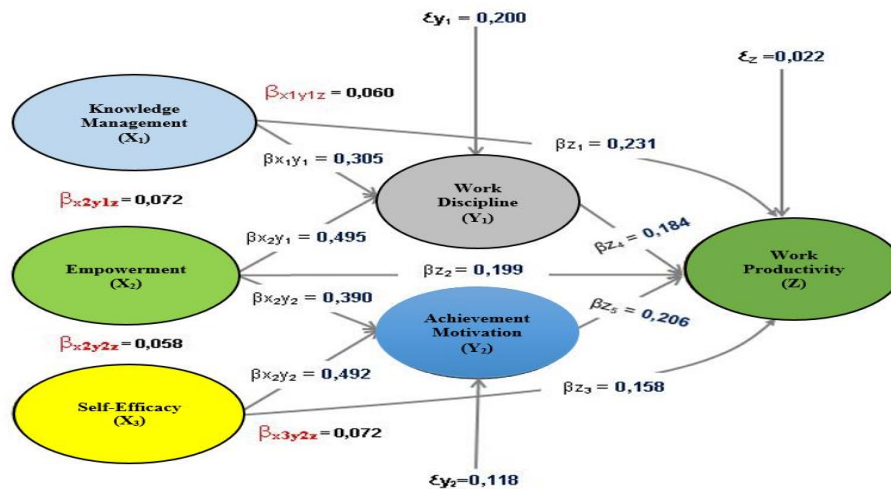 εy₁ = 0,200
εz =0,022
βx1y1z = 0,060
Knowledge
Management
(X₁)
βz₁ = 0,231
βx₁y₁ = 0,305
Work
Discipline
(Y₁)
βx2y1z = 0,072
βx₂y₁ = 0,495
βz₄ = 0,184
Empowerment
(X₂)
βz₂ = 0,199
Work
Productivity
(Z)
βx₂y₂ = 0,390
βz₅ = 0,206
Achievement
Motivation
(Y₂)
βx2y2z = 0,058
βx₂y₂ = 0,492
Self-Efficacy
(X₃)
βz₃ = 0,158
βx3y2z = 0,072
εy₂=0,118